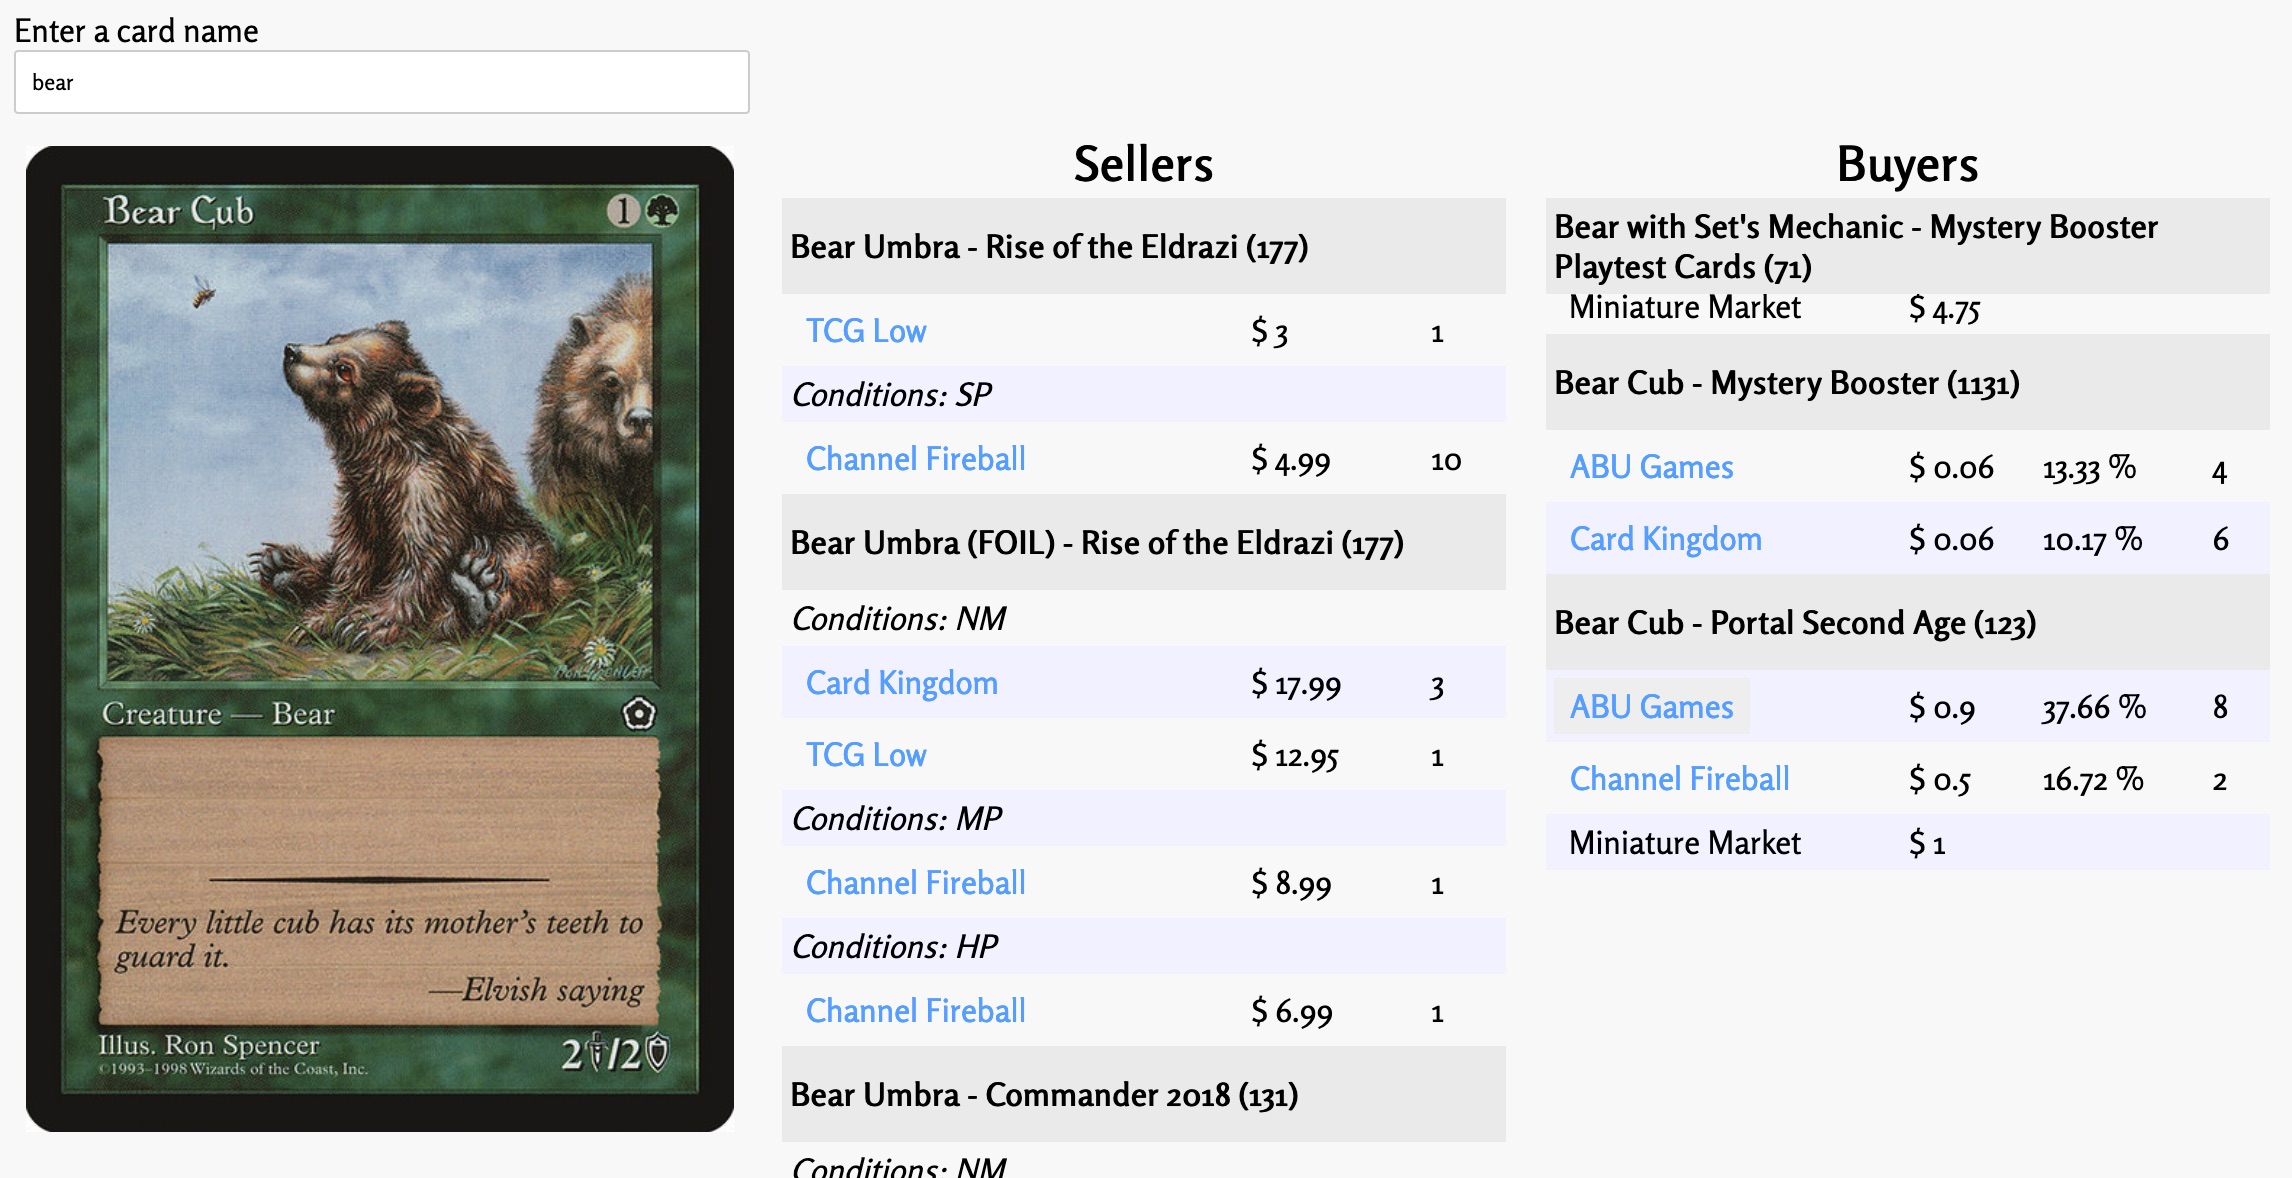 Enter a card name
bear
Bear Cub 1
Creature — Bear
Every little cub has its mother's teeth to
guard it.
—Elvish saying
Illus. Ron Spencer
©1993-1998 Wizards of the Coast, Inc.
2/2
Sellers
Bear Umbra - Rise of the Eldrazi (177)
TCG Low $ 3 1
Conditions: SP
Channel Fireball $ 4.99 10
Bear Umbra (FOIL) - Rise of the Eldrazi (177)
Conditions: NM
Card Kingdom $ 17.99 3
TCG Low $ 12.95 1
Conditions: MP
Channel Fireball $ 8.99 1
Conditions: HP
Channel Fireball $ 6.99 1
Bear Umbra - Commander 2018 (131)
Conditions: NM
Buyers
Bear with Set's Mechanic - Mystery Booster
Playtest Cards (71)
Miniature Market $ 4.75
Bear Cub - Mystery Booster (1131)
ABU Games $ 0.06 13.33 % 4
Card Kingdom $ 0.06 10.17 % 6
Bear Cub - Portal Second Age (123)
ABU Games $ 0.9 37.66 % 8
Channel Fireball $ 0.5 16.72 % 2
Miniature Market $ 1